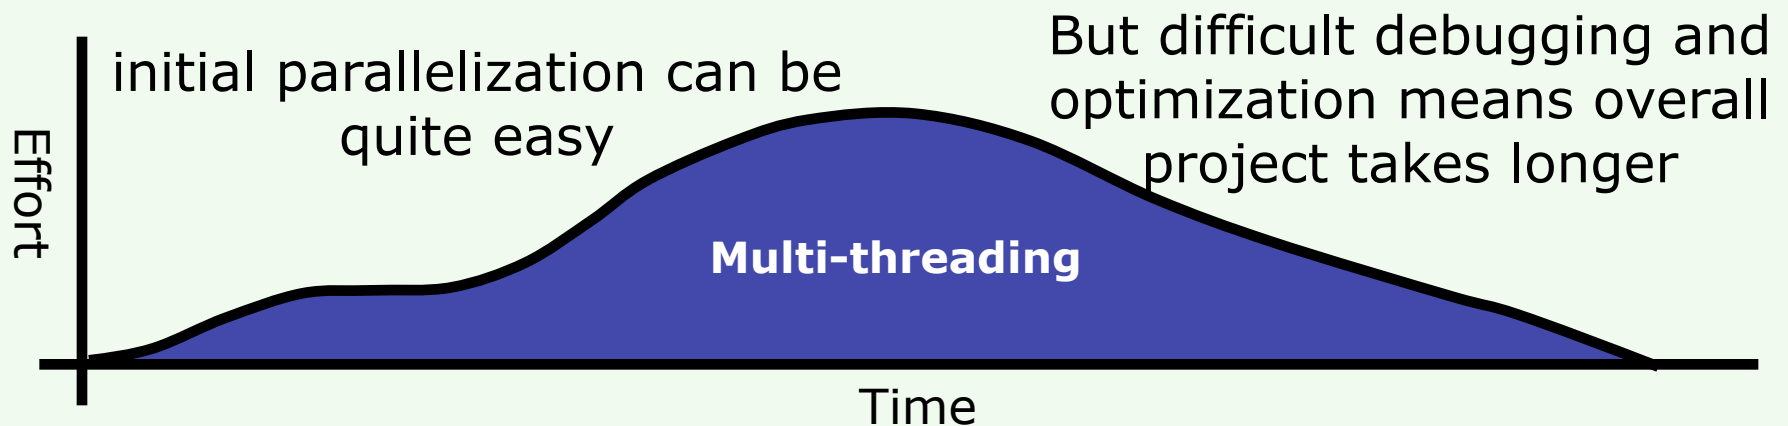 initial parallelization can be
quite easy
But difficult debugging and
optimization means overall
project takes longer
Effort
Multi-threading
Time